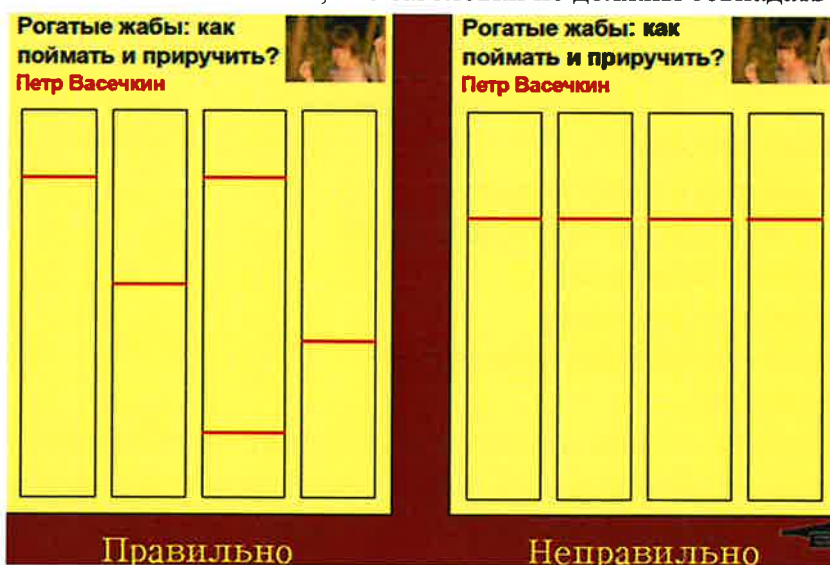 Рогатые жабы: как
поймать и приручить?
Петр Васечкин
Рогатые жабы: как
поймать и приручить?
Петр Васечкин
Правильно
Неправильно